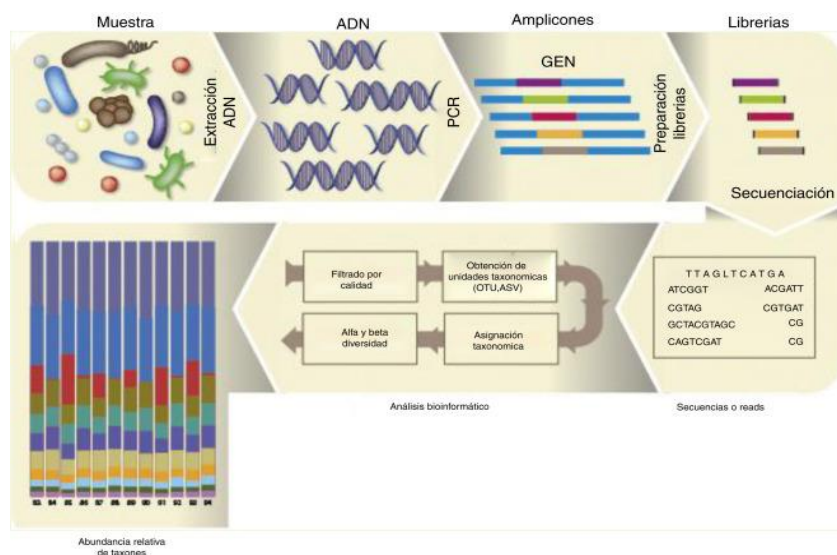 Muestra
ADN
Amplicones
Librerias
Extracción
ADN
PCR
GEN
Preparación
librerías
Secuenciación
Filtrado por
calidad
Obtención de
unidades taxonomicas
(OTU,ASV)
Alfa y beta
diversidad
Asignación
taxonomica
TTAGLTCATGA
ATCGGT ACGATT
CGTAG CGTGAT
GCTACGTAGC CG
CAGTCGAT CG
Análisis bioinformático
Secuencias o reads
Abundancia relativa
de taxones